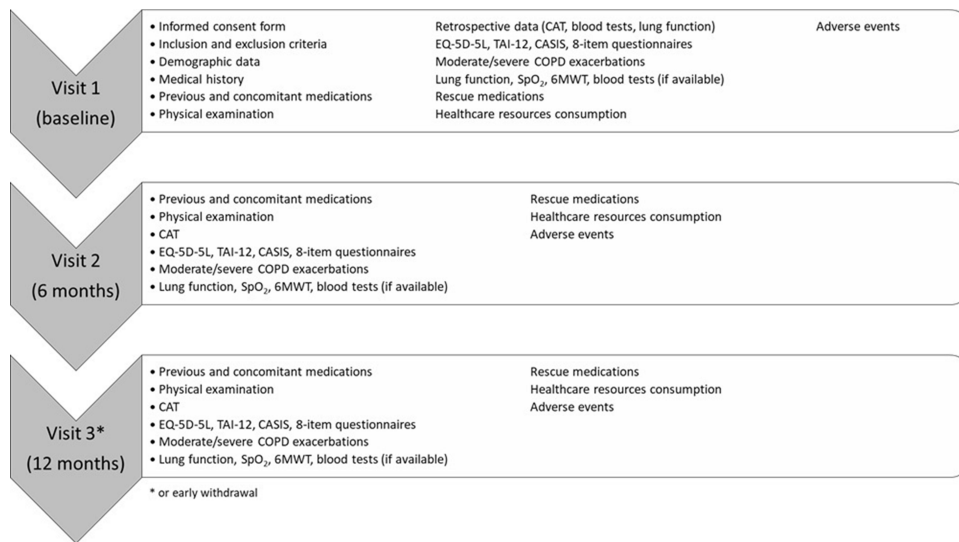 Visit 1
(baseline)
• Informed consent form
• Inclusion and exclusion criteria
• Demographic data
• Medical history
• Previous and concomitant medications
• Physical examination
Retrospective data (CAT, blood tests, lung function)
EQ-5D-5L, TAI-12, CASIS, 8-item questionnaires
Moderate/severe COPD exacerbations
Lung function, SpO₂, 6MWT, blood tests (if available)
Rescue medications
Healthcare resources consumption
Adverse events
Visit 2
(6 months)
• Previous and concomitant medications
• Physical examination
• CAT
• EQ-5D-5L, TAI-12, CASIS, 8-item questionnaires
• Moderate/severe COPD exacerbations
• Lung function, SpO₂, 6MWT, blood tests (if available)
Rescue medications
Healthcare resources consumption
Adverse events
Visit 3*
(12 months)
• Previous and concomitant medications
• Physical examination
• CAT
• EQ-5D-5L, TAI-12, CASIS, 8-item questionnaires
• Moderate/severe COPD exacerbations
• Lung function, SpO₂, 6MWT, blood tests (if available)
Rescue medications
Healthcare resources consumption
Adverse events
* or early withdrawal